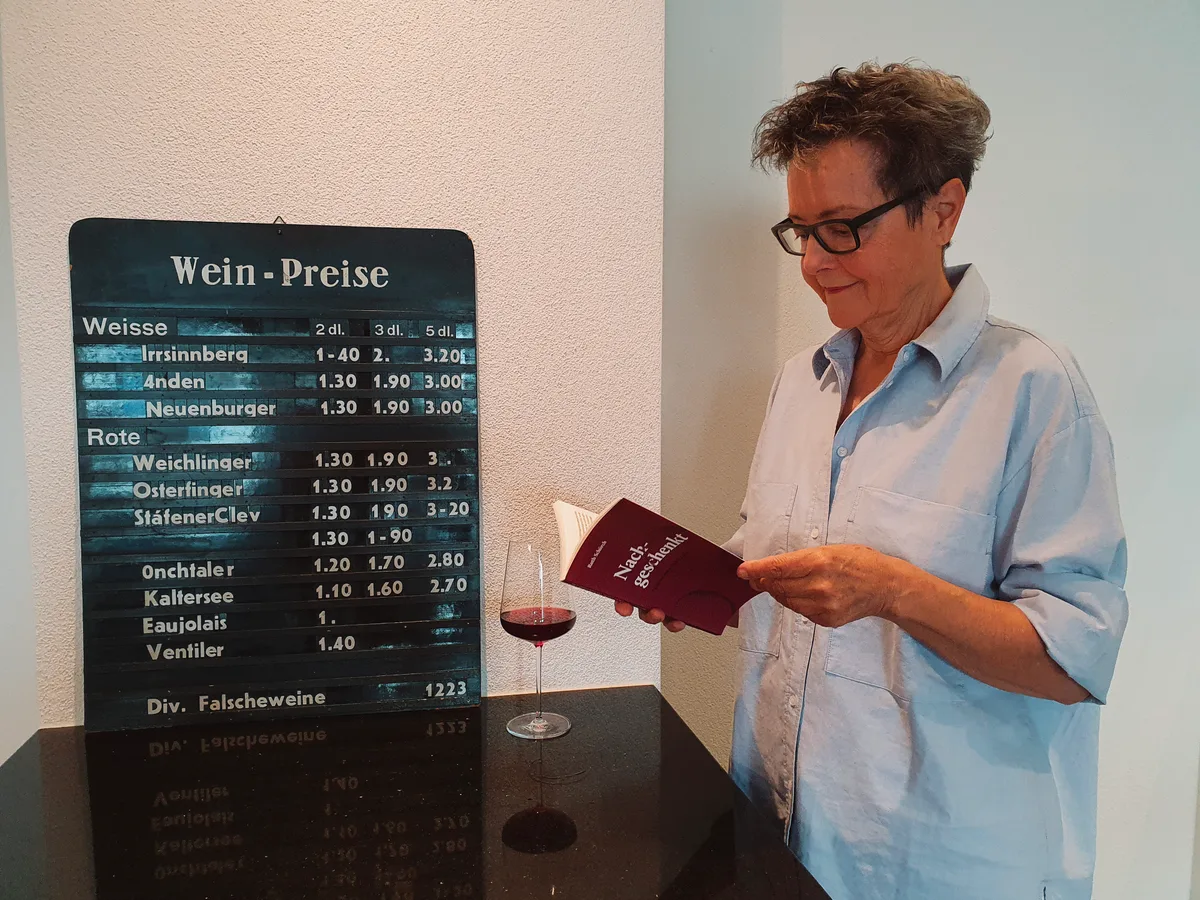 Wein-Preise
Weisse 2 dl. 3 dl. 5 dl.
Irrsinnberg 1-40 2. 3.20
4nden 1.30 1.90 3.00
Neuenburger 1.30 1.90 3.00
Rote
Weichlinger 1.30 1.90 3.
Osterfinger 1.30 1.90 3.2
StáfenerClev 1.30 190 3-20
1.30 1-90
Onchtaler 1.20 1.70 2.80
Kaltersee 1.10 1.60 2.70
Eaujolais 1.
Ventiler 1.40
Div. Falscheweine 1223
Nach-
geschenkt